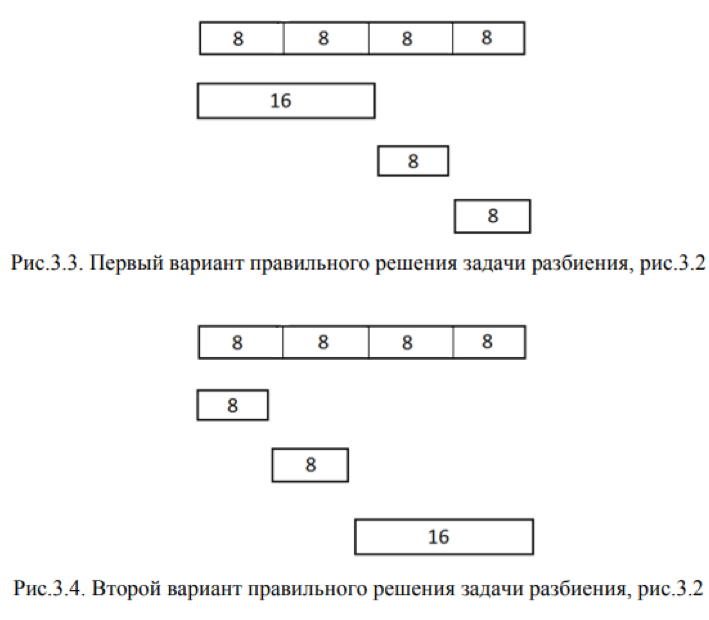 8 8 8 8
16
8
8
Рис.3.3. Первый вариант правильного решения задачи разбиения, рис.3.2
8 8 8 8
8
8
16
Рис.3.4. Второй вариант правильного решения задачи разбиения, рис.3.2